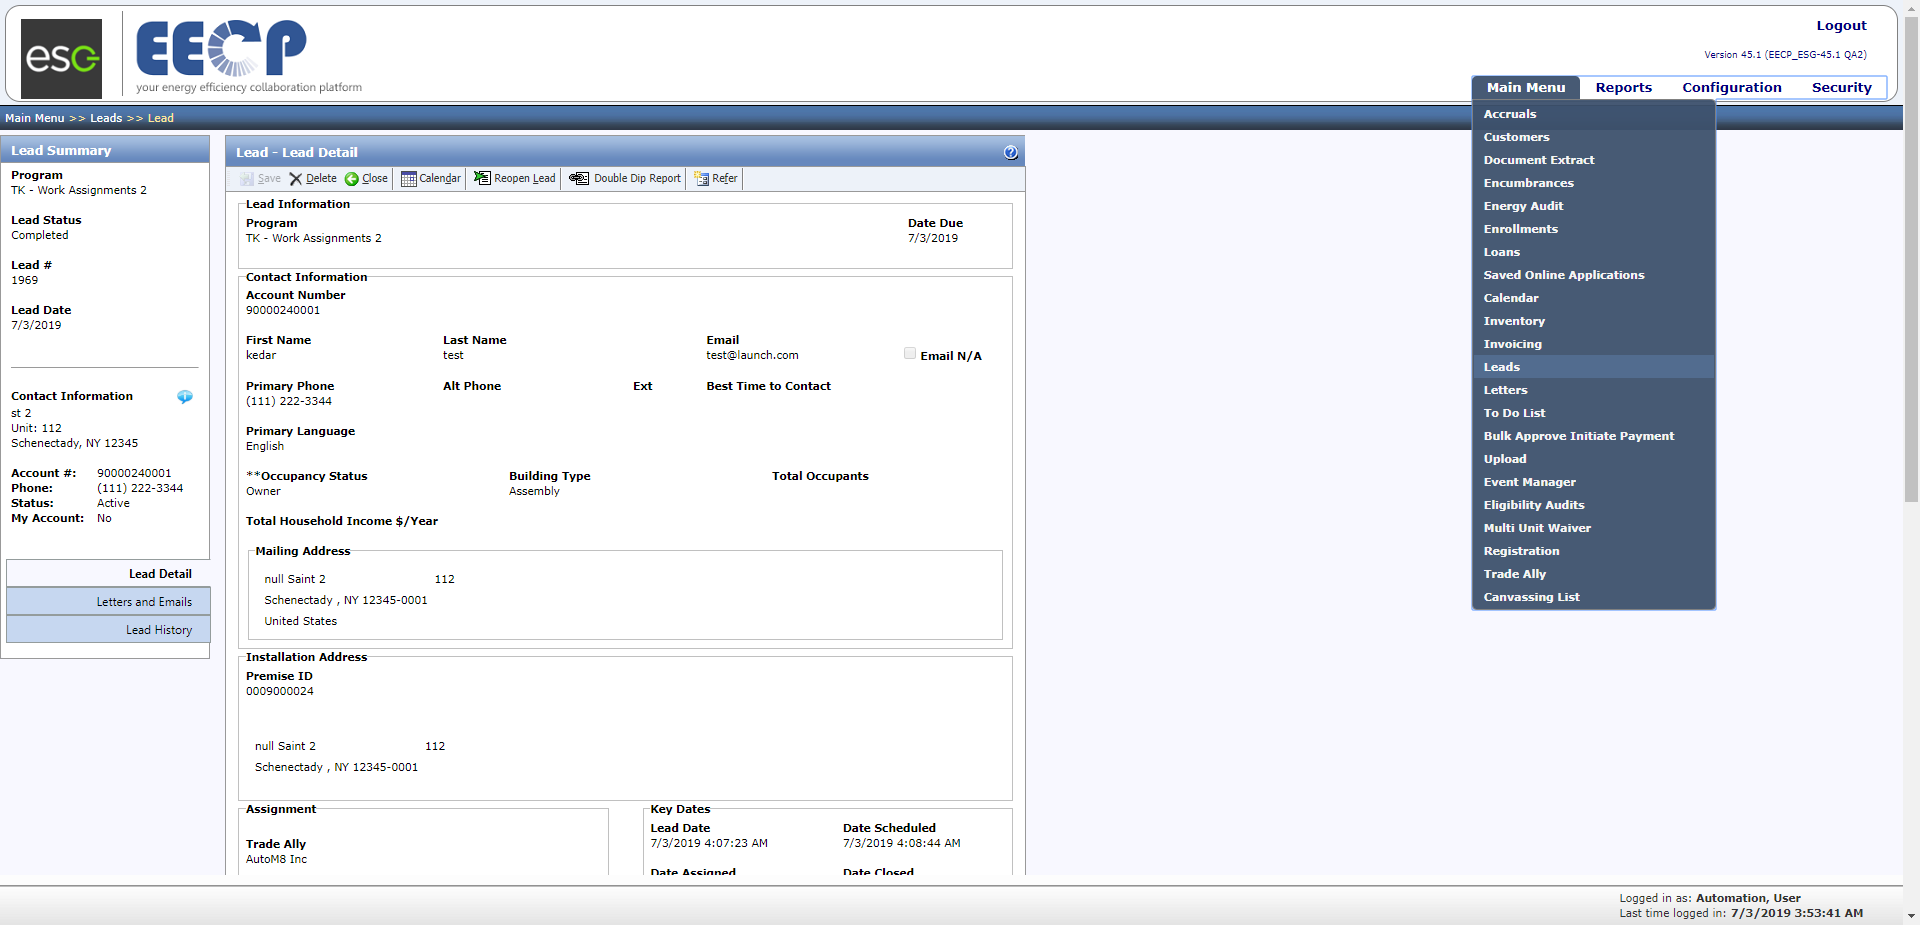 esg
EECP
your energy efficiency collaboration platform
Logout
Version 45.1 (EECP_ESG-45.1 QA2)
Main Menu Reports Configuration Security
Main Menu >> Leads >> Lead
Accruals
Customers
Document Extract
Encumbrances
Energy Audit
Enrollments
Loans
Saved Online Applications
Calendar
Inventory
Invoicing
Leads
Letters
To Do List
Bulk Approve Initiate Payment
Upload
Event Manager
Eligibility Audits
Multi Unit Waiver
Registration
Trade Ally
Canvassing List
Lead Summary
Program
TK - Work Assignments 2
Lead Status
Completed
Lead #
1969
Lead Date
7/3/2019
Contact Information
st 2
Unit: 112
Schenectady, NY 12345
Account #: 90000240001
Phone: (111) 222-3344
Status: Active
My Account: No
Lead Detail
Letters and Emails
Lead History
Lead - Lead Detail
Save Delete Close Calendar Reopen Lead Double Dip Report Refer
Lead Information
Program Date Due
TK - Work Assignments 2 7/3/2019
Contact Information
Account Number
90000240001
First Name Last Name Email
kedar test test@launch.com Email N/A
Primary Phone Alt Phone Ext Best Time to Contact
(111) 222-3344
Primary Language
English
**Occupancy Status Building Type Total Occupants
Owner Assembly
Total Household Income $/Year
Mailing Address
null Saint 2 112
Schenectady , NY 12345-0001
United States
Installation Address
Premise ID
0009000024
null Saint 2 112
Schenectady , NY 12345-0001
Assignment
Trade Ally
AutoM8 Inc
Key Dates
Lead Date Date Scheduled
7/3/2019 4:07:23 AM 7/3/2019 4:08:44 AM
Date Assigned Date Closed
Logged in as: Automation, User
Last time logged in: 7/3/2019 3:53:41 AM